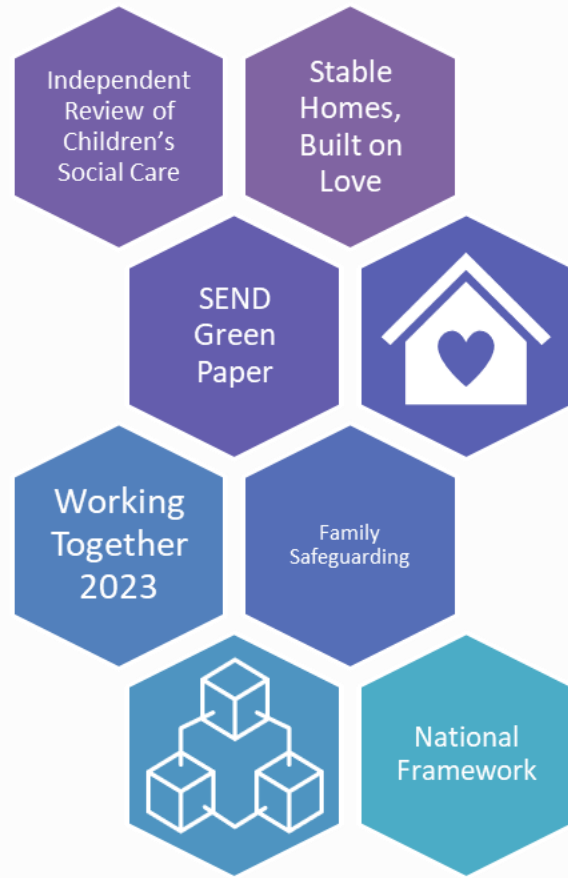 Independent
Review of
Children's
Social Care
Stable
Homes,
Built on
Love
SEND
Green
Paper
Working
Together
2023
Family
Safeguarding
National
Framework